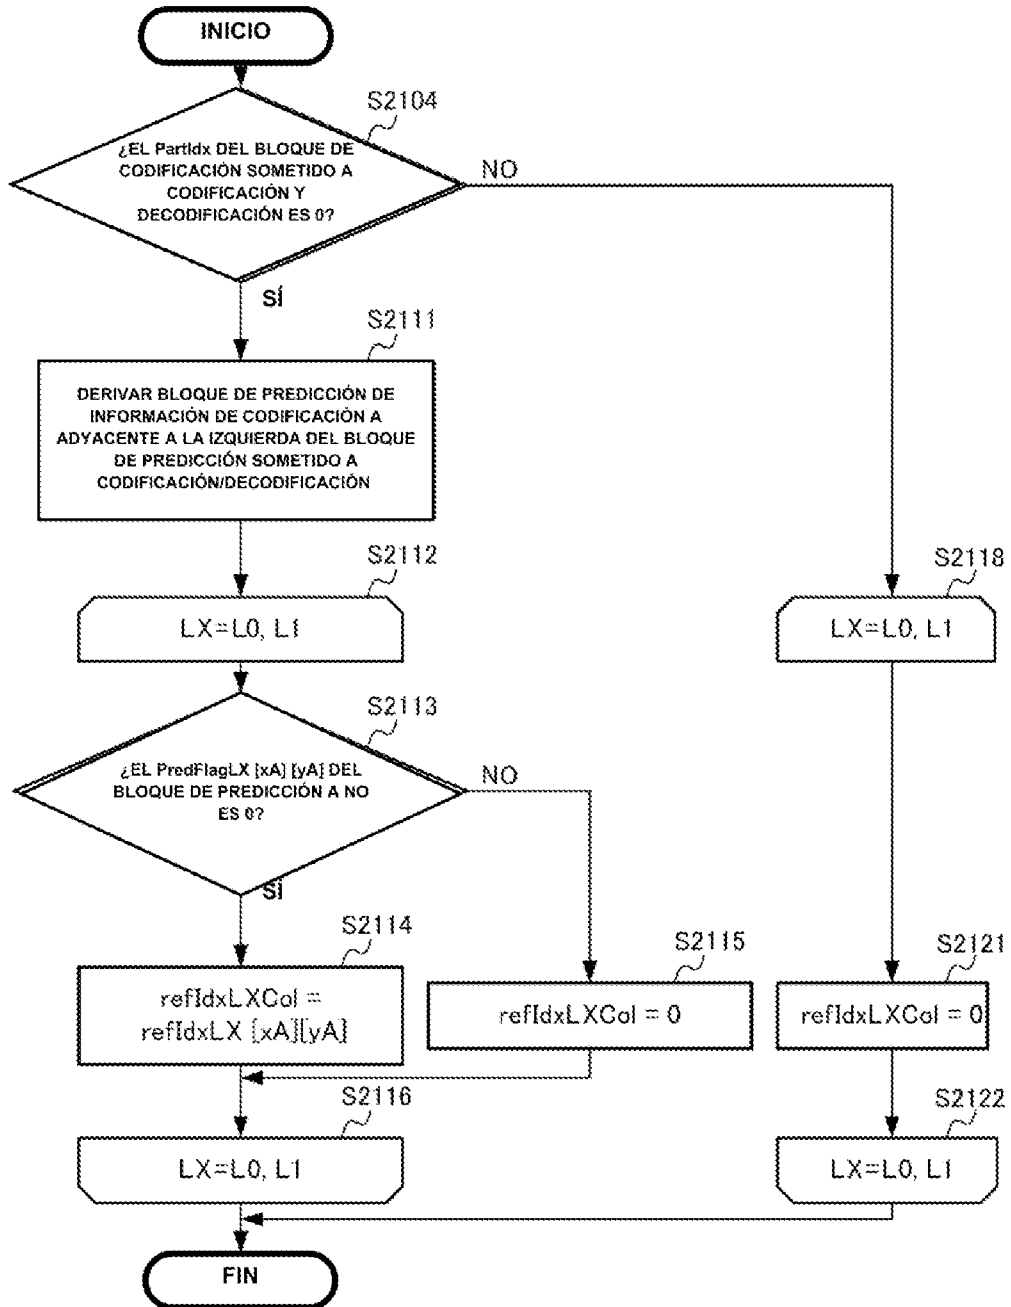 INICIO
S2104
¿EL PartIdx DEL BLOQUE DE
CODIFICACIÓN SOMETIDO A
CODIFICACIÓN Y
DECODIFICACIÓN ES 0?
NO
SÍ
S2111
DERIVAR BLOQUE DE PREDICCIÓN DE
INFORMACIÓN DE CODIFICACIÓN A
ADYACENTE A LA IZQUIERDA DEL BLOQUE
DE PREDICCIÓN SOMETIDO A
CODIFICACIÓN/DECODIFICACIÓN
S2112
LX=L0, L1
S2118
LX=L0, L1
S2113
¿EL PredFlagLX [xA] [yA] DEL
BLOQUE DE PREDICCIÓN A NO
ES 0?
NO
SÍ
S2114
refIdxLXCol =
refIdxLX [xA][yA]
S2115
refIdxLXCol = 0
S2121
refIdxLXCol = 0
S2116
LX=L0, L1
S2122
LX=L0, L1
FIN